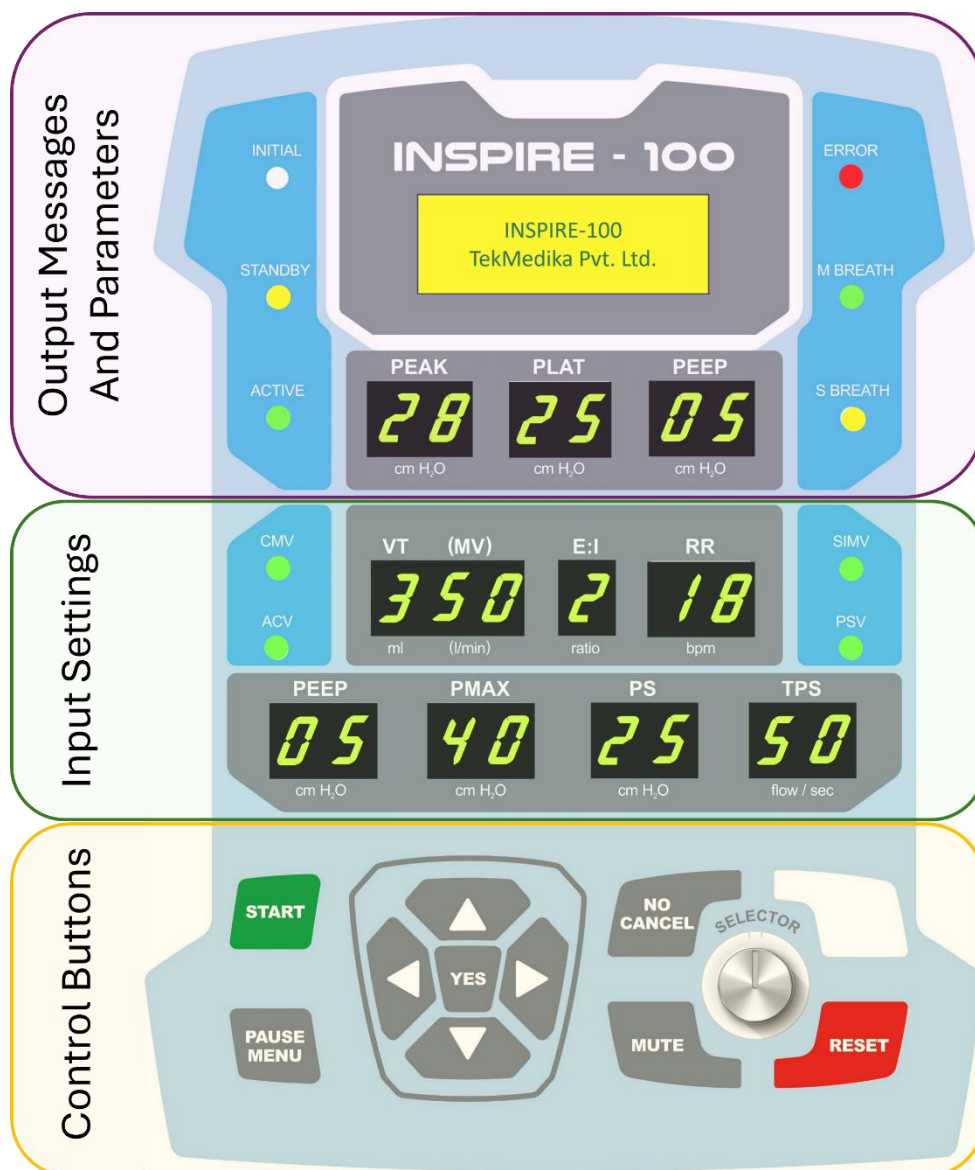 Output Messages
And Parameters
INITIAL
STANDBY
ACTIVE
INSPIRE - 100
INSPIRE-100
TekMedika Pvt. Ltd.
ERROR
M BREATH
S BREATH
PEAK PLAT PEEP
28 25 05
cm H₂O cm H₂O cm H₂O
Input Settings
CMV
ACV
VT (MV) E:I RR
350 2 18
ml (l/min) ratio bpm
SIMV
PSV
PEEP PMAX PS TPS
05 40 25 50
cm H₂O cm H₂O cm H₂O flow / sec
Control Buttons
START
PAUSE
MENU
YES
NO
CANCEL
SELECTOR
MUTE
RESET